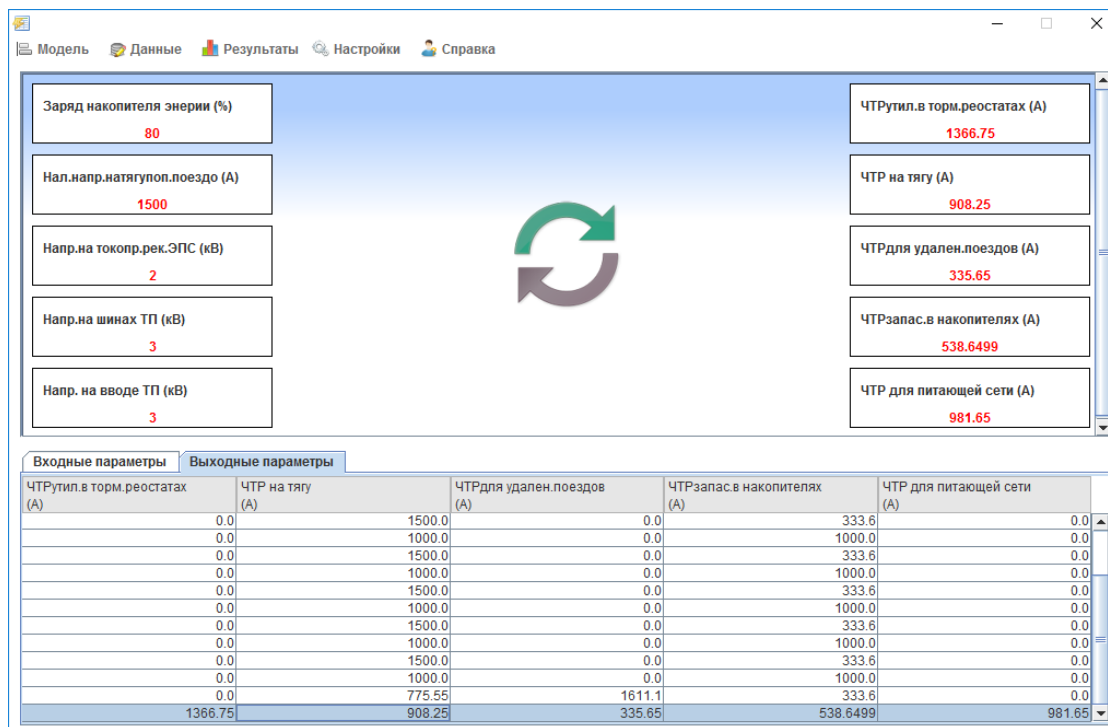 Модель Данные Результаты Настройки Справка
Заряд накопителя энерии (%)
80
Нал.напр.натягупоп.поездо (А)
1500
Напр.на токопр.рек.ЭПС (кВ)
2
Напр.на шинах ТП (кВ)
3
Напр. на вводе ТП (кВ)
3
ЧТРутил.в торм.реостатах (А)
1366.75
ЧТР на тягу (А)
908.25
ЧТРдля удален.поездов (А)
335.65
ЧТРзапас.в накопителях (А)
538.6499
ЧТР для питающей сети (А)
981.65
Входные параметры Выходные параметры
ЧТРутил.в торм.реостатах ЧТР на тягу ЧТРдля удален.поездов ЧТРзапас.в накопителях ЧТР для питающей сети
(А) (А) (А) (А) (А)
0.0 1500.0 0.0 333.6 0.0
0.0 1000.0 0.0 1000.0 0.0
0.0 1500.0 0.0 333.6 0.0
0.0 1000.0 0.0 1000.0 0.0
0.0 1500.0 0.0 333.6 0.0
0.0 1000.0 0.0 1000.0 0.0
0.0 1500.0 0.0 333.6 0.0
0.0 1000.0 0.0 1000.0 0.0
0.0 1500.0 0.0 333.6 0.0
0.0 1000.0 0.0 1000.0 0.0
0.0 775.55 1611.1 333.6 0.0
1366.75 908.25 335.65 538.6499 981.65